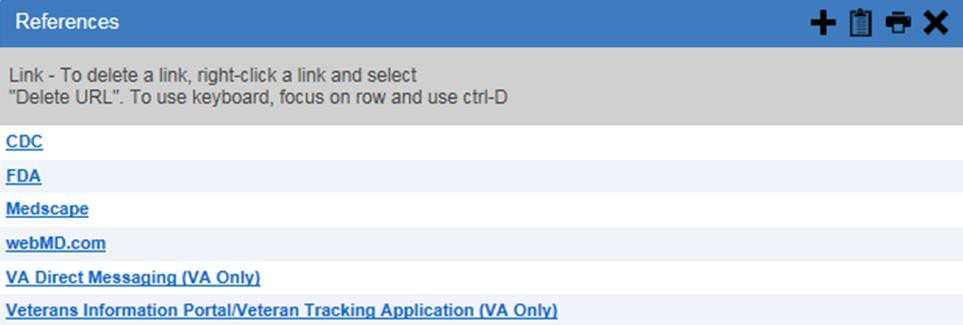 References
Link - To delete a link, right-click a link and select
"Delete URL". To use keyboard, focus on row and use ctrl-D
CDC
FDA
Medscape
webMD.com
VA Direct Messaging (VA Only)
Veterans Information Portal/Veteran Tracking Application (VA Only)